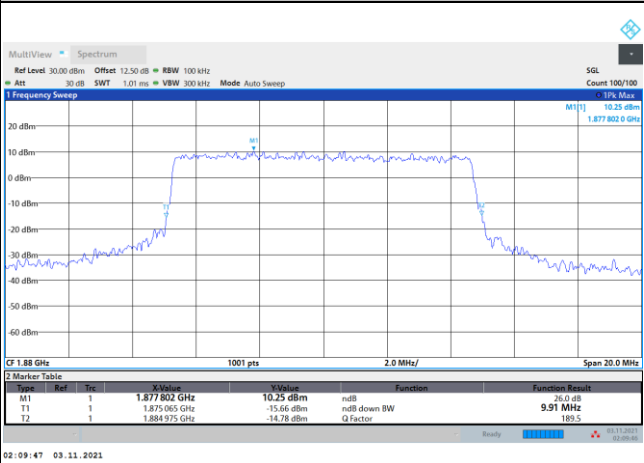 MultiView Spectrum
Ref Level 30.00 dBm Offset 12.50 dB RBW 100 kHz SGL
Att 30 dB SWT 1.01 ms VBW 300 kHz Mode Auto Sweep Count 100/100
1 Frequency Sweep 1Pk Max
M1[1] 10.25 dBm
1.877 802 0 GHz
20 dBm
M1
10 dBm
0 dBm
-10 dBm
T1
-20 dBm
-30 dBm
-40 dBm
-50 dBm
-60 dBm
CF 1.88 GHz 1001 pts 2.0 MHz/ Span 20.0 MHz
2 Marker Table
Type Ref Trc X-Value Y-Value Function Function Result
M1 1 1.877 802 GHz 10.25 dBm ndB 26.0 dB
T1 1 1.875 065 GHz -15.66 dBm ndB down BW 9.91 MHz
T2 1 1.884 975 GHz -14.78 dBm Q Factor 189.5
Ready 03.11.2021
02:09:46
02:09:47 03.11.2021